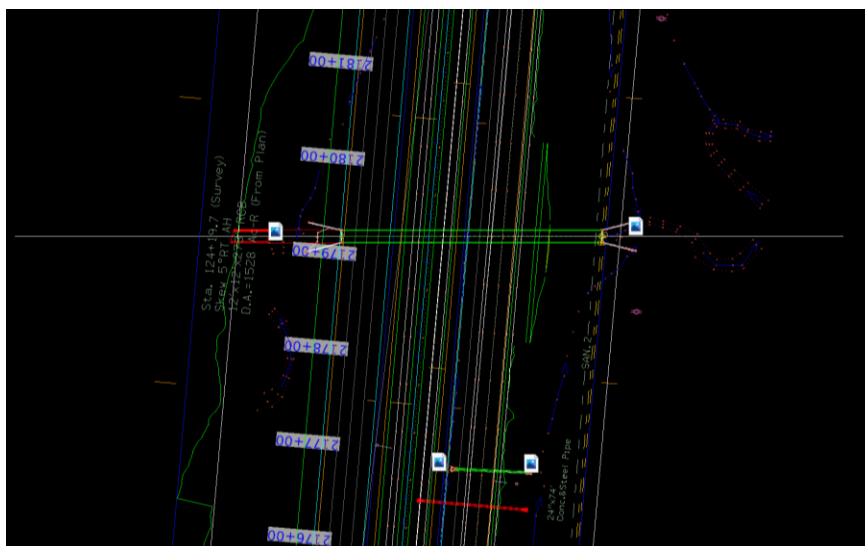 2181+00
2180+00
2179+00
2178+00
2177+00
2176+00
Sta. 124+19.7 (Survey)
Skew 5°RT AH
D.A.=1528 AC-R (From Plan)
SAN 2
24"x74'
Conc.&Steel Pipe